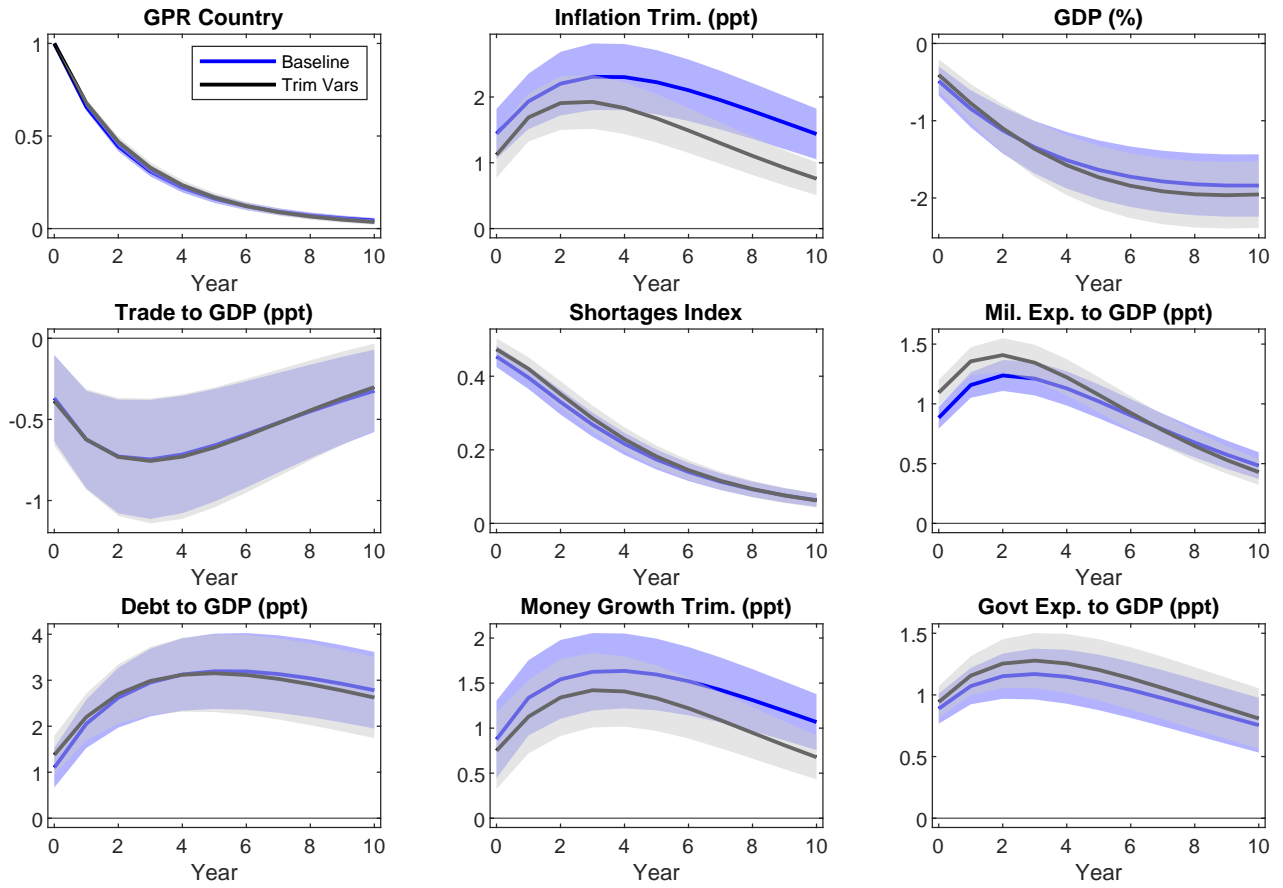 GPR Country
1
0.5
0
0 2 4 6 8 10
Year
Baseline
Trim Vars
Inflation Trim. (ppt)
2
1
0
0 2 4 6 8 10
Year
GDP (%)
0
-1
-2
0 2 4 6 8 10
Year
Trade to GDP (ppt)
0
-0.5
-1
0 2 4 6 8 10
Year
Shortages Index
0.4
0.2
0
0 2 4 6 8 10
Year
Mil. Exp. to GDP (ppt)
1.5
1
0.5
0
0 2 4 6 8 10
Year
Debt to GDP (ppt)
4
3
2
1
0
0 2 4 6 8 10
Year
Money Growth Trim. (ppt)
2
1.5
1
0.5
0
0 2 4 6 8 10
Year
Govt Exp. to GDP (ppt)
1.5
1
0.5
0
0 2 4 6 8 10
Year